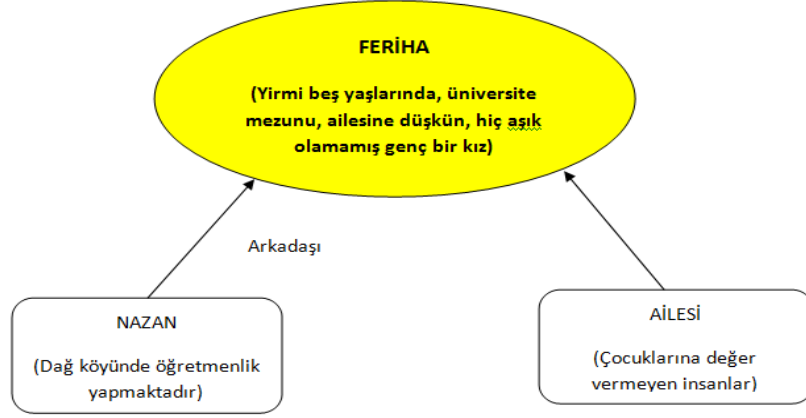 FERİHA
(Yirmi beş yaşlarında, üniversite
mezunu, ailesine düşkün, hiç aşık
olamamış genç bir kız)
Arkadaşı
NAZAN
(Dağ köyünde öğretmenlik
yapmaktadır)
AİLESİ
(Çocuklarına değer
vermeyen insanlar)